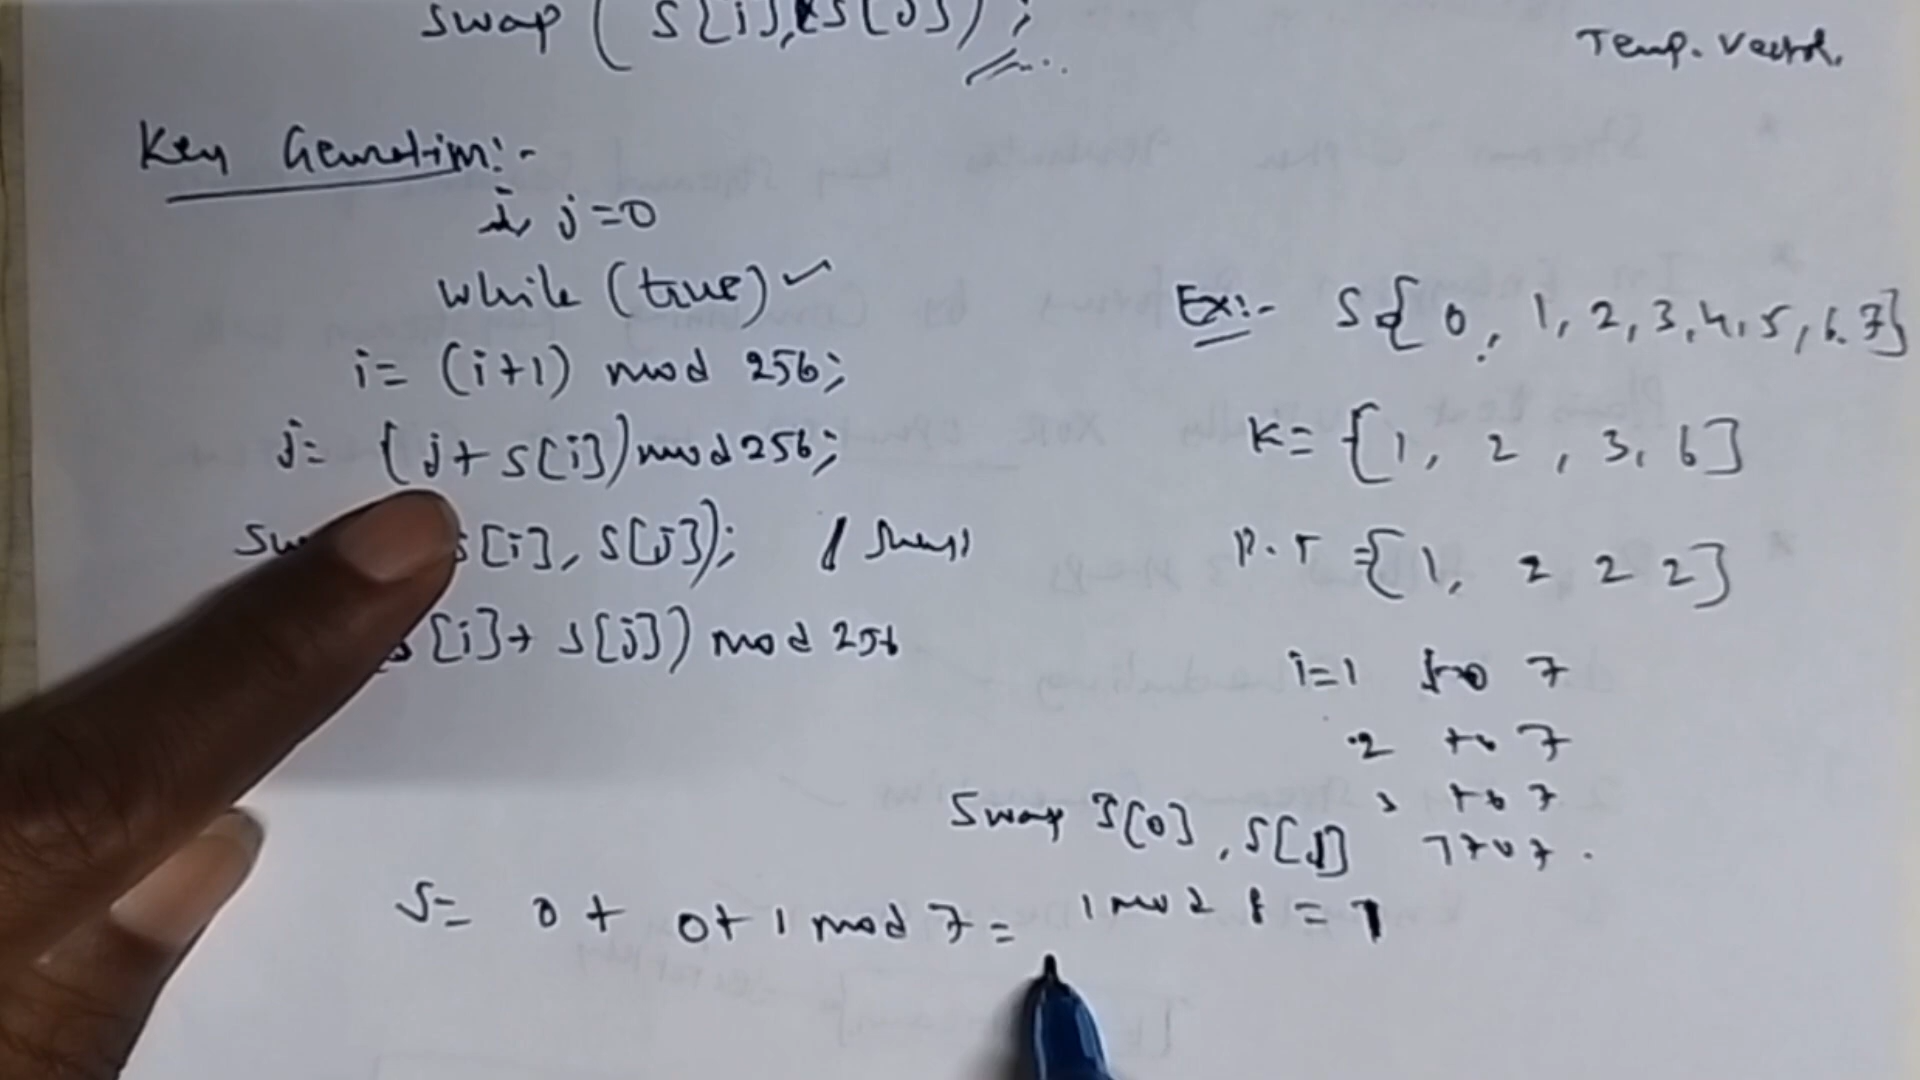 swap ( S[i], S[j] ) ;
Temp. Vector.
Key Generation:-
i, j = 0
while (true) ✓
i = (i+1) mod 256;
j = (j + s[i]) mod 256;
s[i], s[j]);
s[i] + s[j]) mod 256
Ex:- S{ 0, 1, 2, 3, 4, 5, 6, 7}
K = {1, 2, 3, 6]
P.T = {1, 2 2 2]
i=1 to 7
2 to 7
3 to 7
Swap S[0], S[J]
7 to 7.
J = 0 + 0 + 1 mod 7 = 1 mod 8 = 1